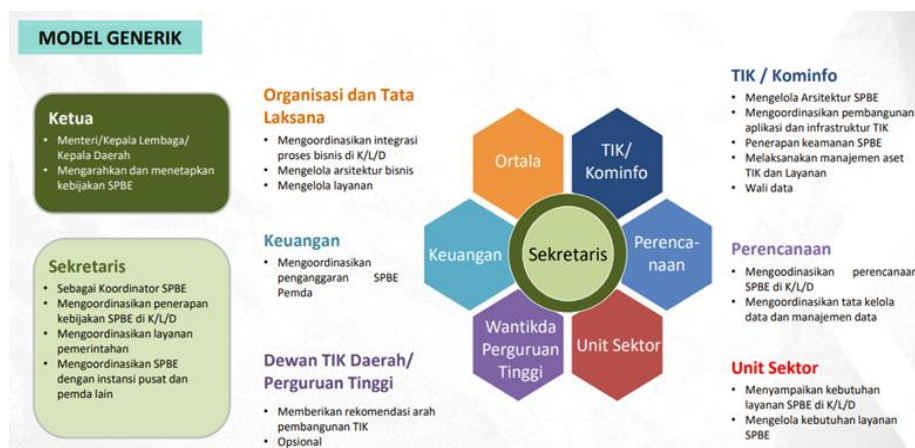 MODEL GENERIK
Ketua
• Menteri/Kepala Lembaga/
Kepala Daerah
• Mengarahkan dan menetapkan
kebijakan SPBE
Sekretaris
• Sebagai Koordinator SPBE
• Mengoordinasikan penerapan
kebijakan SPBE di K/L/D
• Mengoordinasikan layanan
pemerintahan
• Mengoordinasikan SPBE
dengan instansi pusat dan
pemda lain
Organisasi dan Tata
Laksana
• Mengoordinasikan integrasi
proses bisnis di K/L/D
• Mengelola arsitektur bisnis
• Mengelola layanan
Keuangan
• Mengoordinasikan
penganggaran SPBE
Pemda
Dewan TIK Daerah/
Perguruan Tinggi
• Memberikan rekomendasi arah
pembangunan TIK
• Opsional
Ortala
TIK/
Kominfo
Keuangan
Sekretaris
Perenca-
naan
Wantikda
Perguruan
Tinggi
Unit Sektor
TIK / Kominfo
• Mengelola Arsitektur SPBE
• Mengoordinasikan pembangunan
aplikasi dan infrastruktur TIK
• Penerapan keamanan SPBE
• Melaksanakan manajemen aset
TIK dan Layanan
• Wali data
Perencanaan
• Mengoodinasikan perencanaan
SPBE di K/L/D
• Mengoordinasikan tata kelola
data dan manajemen data
Unit Sektor
• Menyampaikan kebutuhan
layanan SPBE di K/L/D
• Mengelola kebutuhan layanan
SPBE